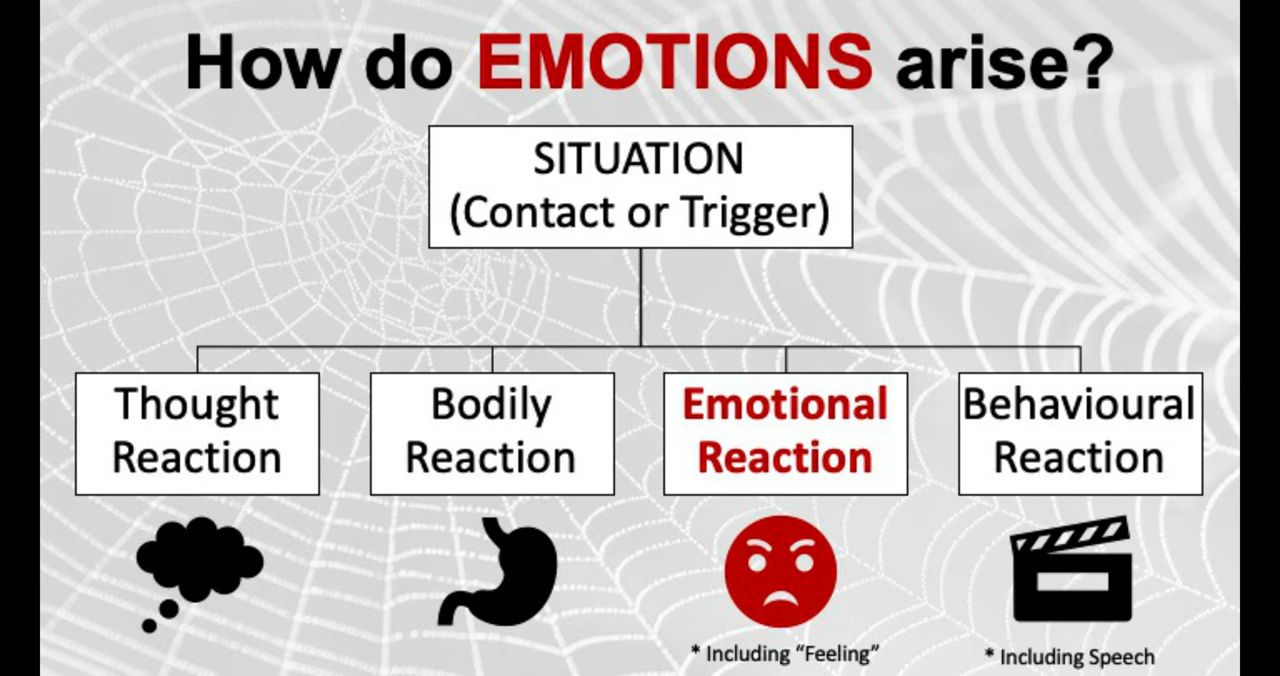 How do EMOTIONS arise?
SITUATION
(Contact or Trigger)
Thought
Reaction
Bodily
Reaction
Emotional
Reaction
Behavioural
Reaction
* Including “Feeling”
* Including Speech